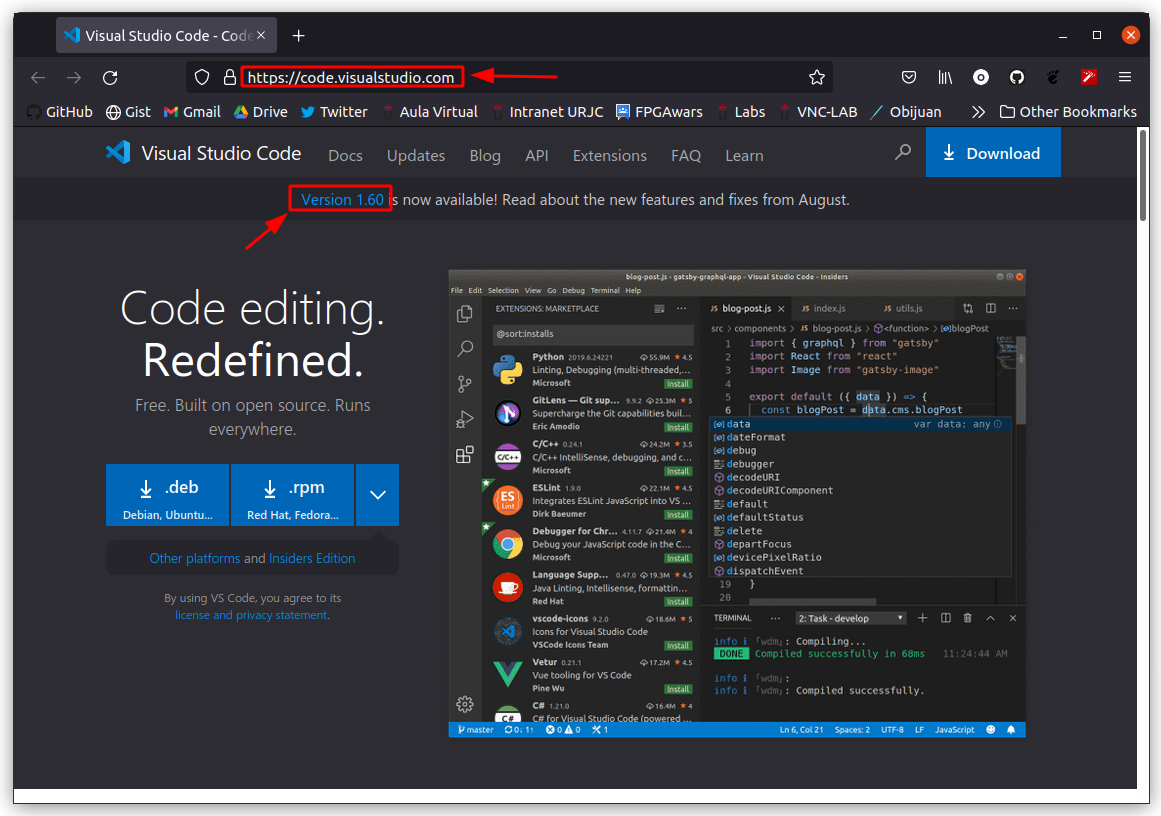 Visual Studio Code - Code
https://code.visualstudio.com
GitHub Gist Gmail Drive Twitter Aula Virtual Intranet URJC FPGAwars Labs VNC-LAB Obijuan Other Bookmarks
Visual Studio Code Docs Updates Blog API Extensions FAQ Learn Download
Version 1.60 is now available! Read about the new features and fixes from August.
Code editing.
Redefined.
Free. Built on open source. Runs
everywhere.
.deb
Debian, Ubuntu...
.rpm
Red Hat, Fedora...
Other platforms and Insiders Edition
By using VS Code, you agree to its
license and privacy statement.
blog-post.js - gatsby-graphql-app - Visual Studio Code - Insiders
File Edit Selection View Go Debug Terminal Help
EXTENSIONS: MARKETPLACE
@sort:installs
Python 2019.6.24221 55.9M 4.5
Linting, Debugging (multi-threaded,...
Microsoft Install
GitLens — Git sup... 9.9.2 25.3M 5
Supercharge the Git capabilities buil...
Eric Amodio Install
C/C++ 0.24.1 24.2M 3.5
C/C++ IntelliSense, debugging, and c...
Microsoft Install
ESLint 1.9.0 22.1M 4.5
Integrates ESLint JavaScript into VS ...
Dirk Baeumer Install
Debugger for Chr... 4.11.7 21.4M 4
Debug your JavaScript code in the C...
Microsoft Install
Language Supp... 0.47.0 19.3M 4.5
Java Linting, Intellisense, formattin...
Red Hat Install
vscode-icons 9.2.0 18.6M 5
Icons for Visual Studio Code
VSCode Icons Team Install
Vetur 0.21.1 17.2M 4.5
Vue tooling for VS Code
Pine Wu Install
C# 1.21.0 16.4M 4
C# for Visual Studio Code (powered ...
JS blog-post.js JS index.js JS utils.js
src > components > JS blog-post.js > <function> > blogPost
1 import { graphql } from "gatsby"
2 import React from "react"
3 import Image from "gatsby-image"
4
5 export default ({ data }) => {
6 const blogPost = data.cms.blogPost
data var data: any
dateFormat
debug
debugger
decodeURI
decodeURIComponent
default
defaultStatus
delete
departFocus
devicePixelRatio
dispatchEvent
19 }
20
TERMINAL ... 2: Task - develop
info i 「wdm」: Compiling...
DONE Compiled successfully in 68ms 11:24:44 AM
info i 「wdm」:
info i 「wdm」: Compiled successfully.
master 0↓ 1↑ 0 0 1 Ln 6, Col 21 Spaces: 2 UTF-8 LF JavaScript